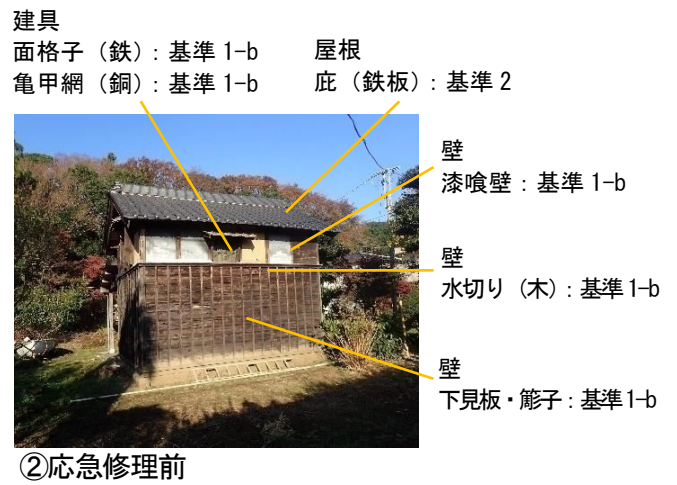 建具
面格子（鉄）：基準 1-b
亀甲網（銅）：基準 1-b
屋根
庇（鉄板）：基準 2
壁
漆喰壁：基準 1-b
壁
水切り（木）：基準 1-b
壁
下見板・簓子：基準 1-b
②応急修理前